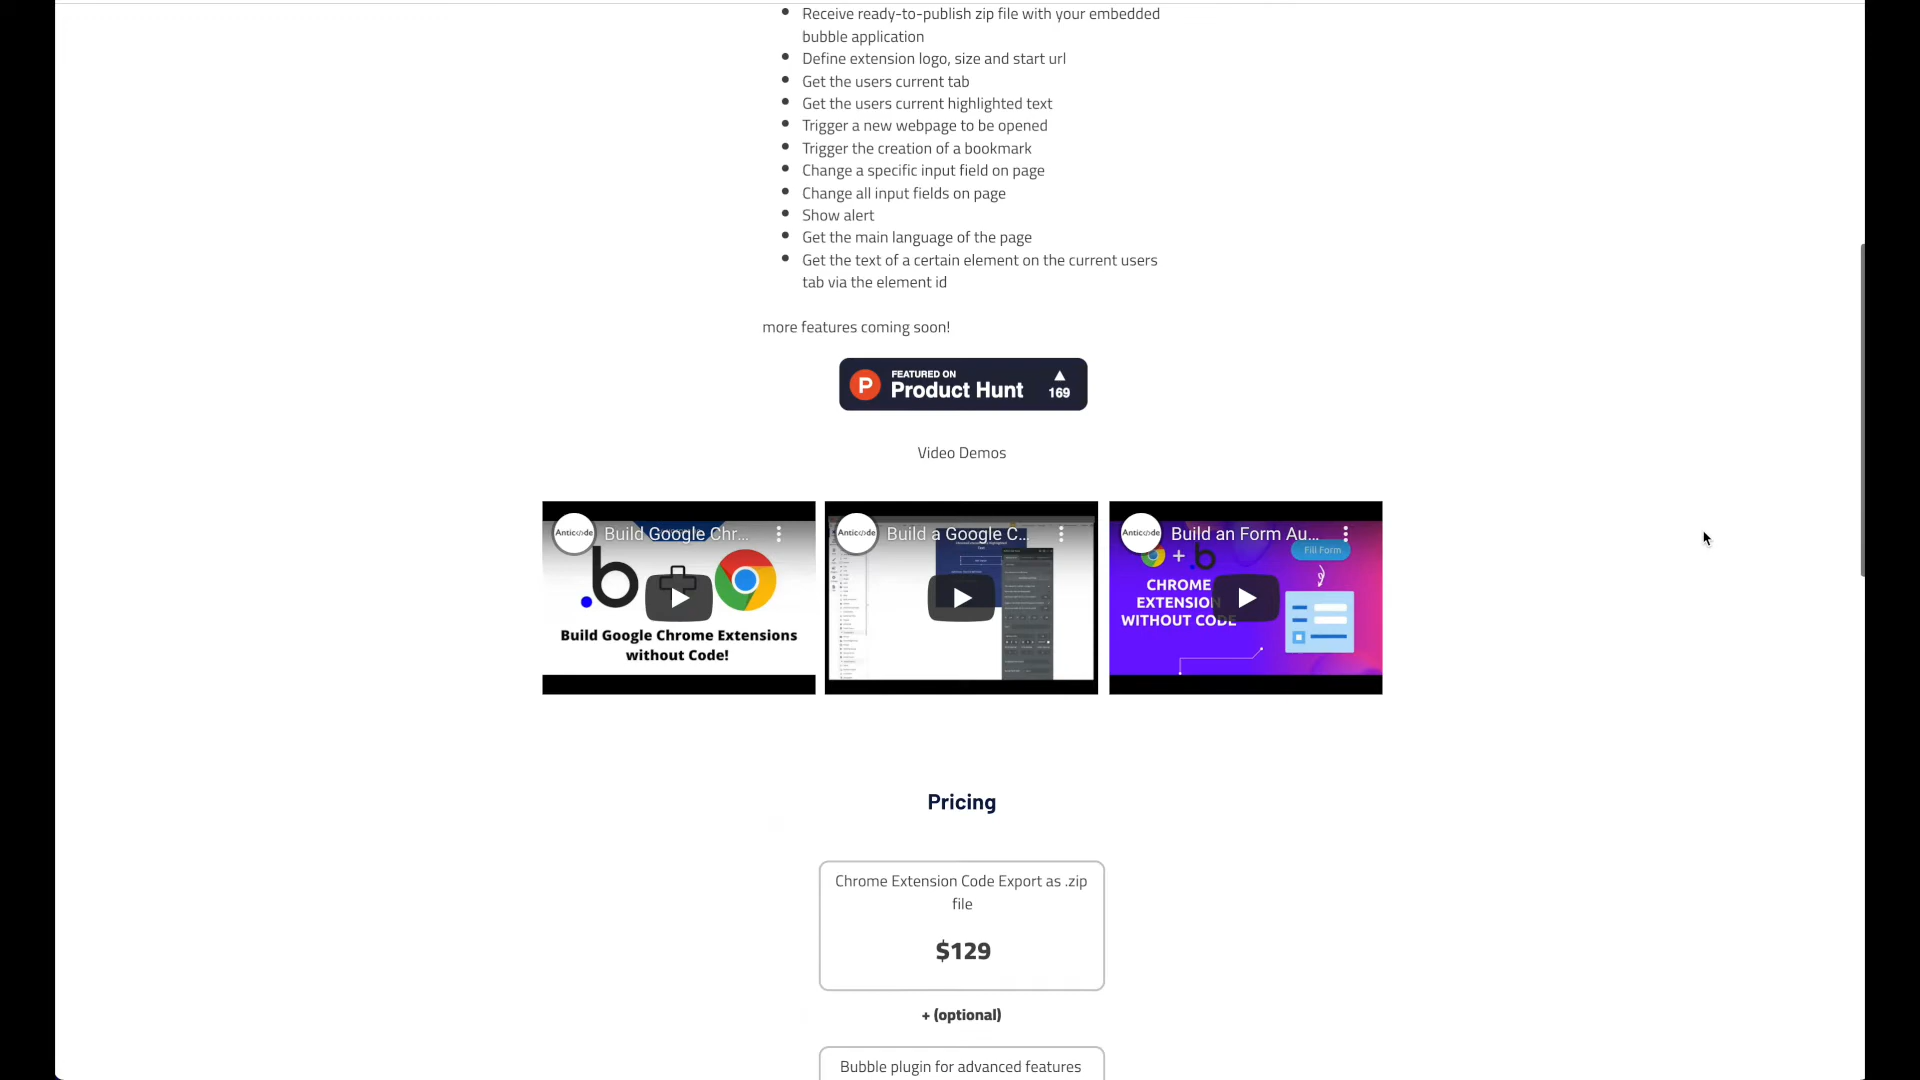 Receive ready-to-publish zip file with your embedded
bubble application
Define extension logo, size and start url
Get the users current tab
Get the users current highlighted text
Trigger a new webpage to be opened
Trigger the creation of a bookmark
Change a specific input field on page
Change all input fields on page
Show alert
Get the main language of the page
Get the text of a certain element on the current users
tab via the element id
more features coming soon!
P FEATURED ON
Product Hunt
169
Video Demos
Anticode Build Google Chr...
b
Build Google Chrome Extensions
without Code!
Anticode Build a Google C...
Anticode Build an Form Au...
+ b
Fill Form
CHROME
EXTENSION
WITHOUT CODE
Pricing
Chrome Extension Code Export as .zip
file
$129
+ (optional)
Bubble plugin for advanced features